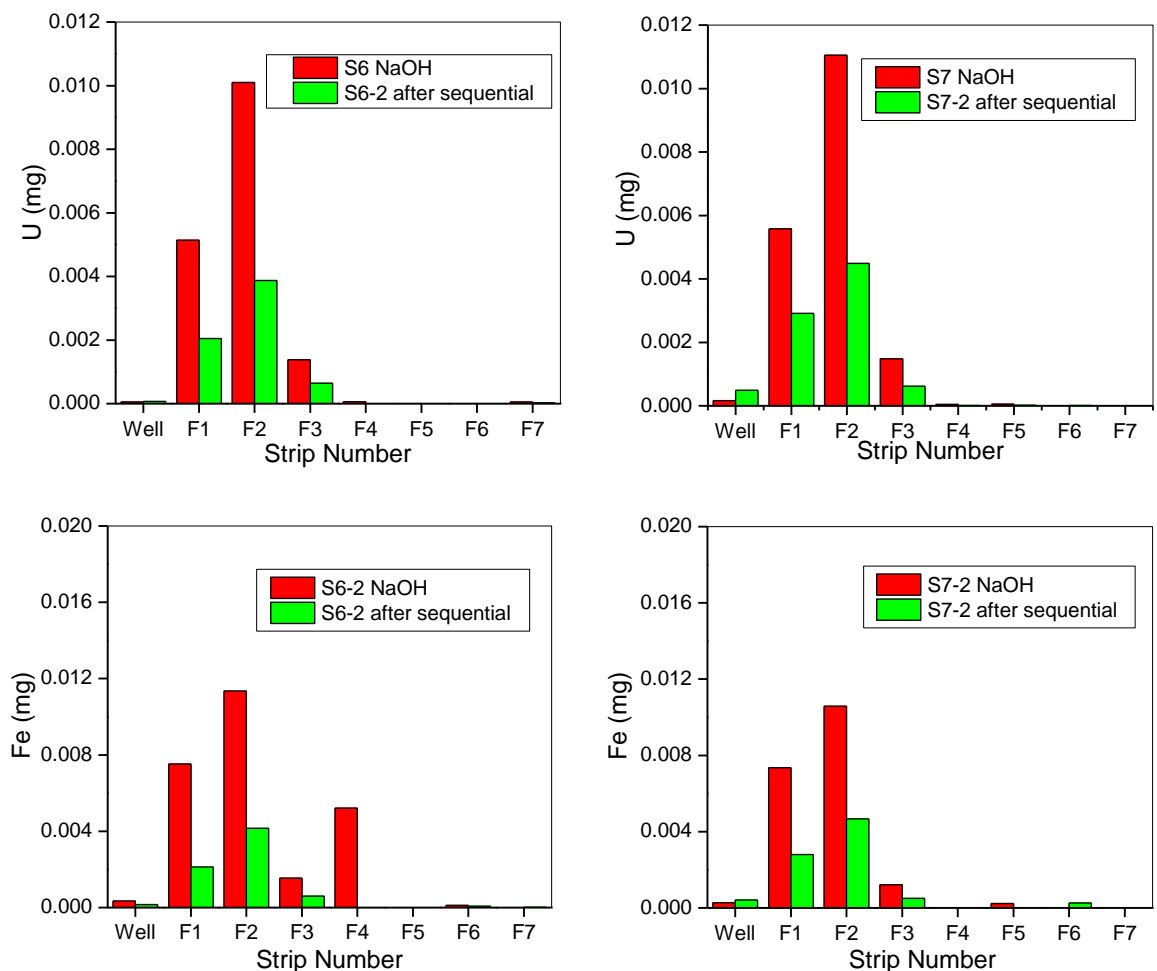 0.012
0.010
0.008
0.006
0.004
0.002
0.000
U (mg)
S6 NaOH
S6-2 after sequential
Well F1 F2 F3 F4 F5 F6 F7
Strip Number
0.012
0.010
0.008
0.006
0.004
0.002
0.000
U (mg)
S7 NaOH
S7-2 after sequential
Well F1 F2 F3 F4 F5 F6 F7
Strip Number
0.020
0.016
0.012
0.008
0.004
0.000
Fe (mg)
S6-2 NaOH
S6-2 after sequential
Well F1 F2 F3 F4 F5 F6 F7
Strip Number
0.020
0.016
0.012
0.008
0.004
0.000
Fe (mg)
S7-2 NaOH
S7-2 after sequential
Well F1 F2 F3 F4 F5 F6 F7
Strip Number